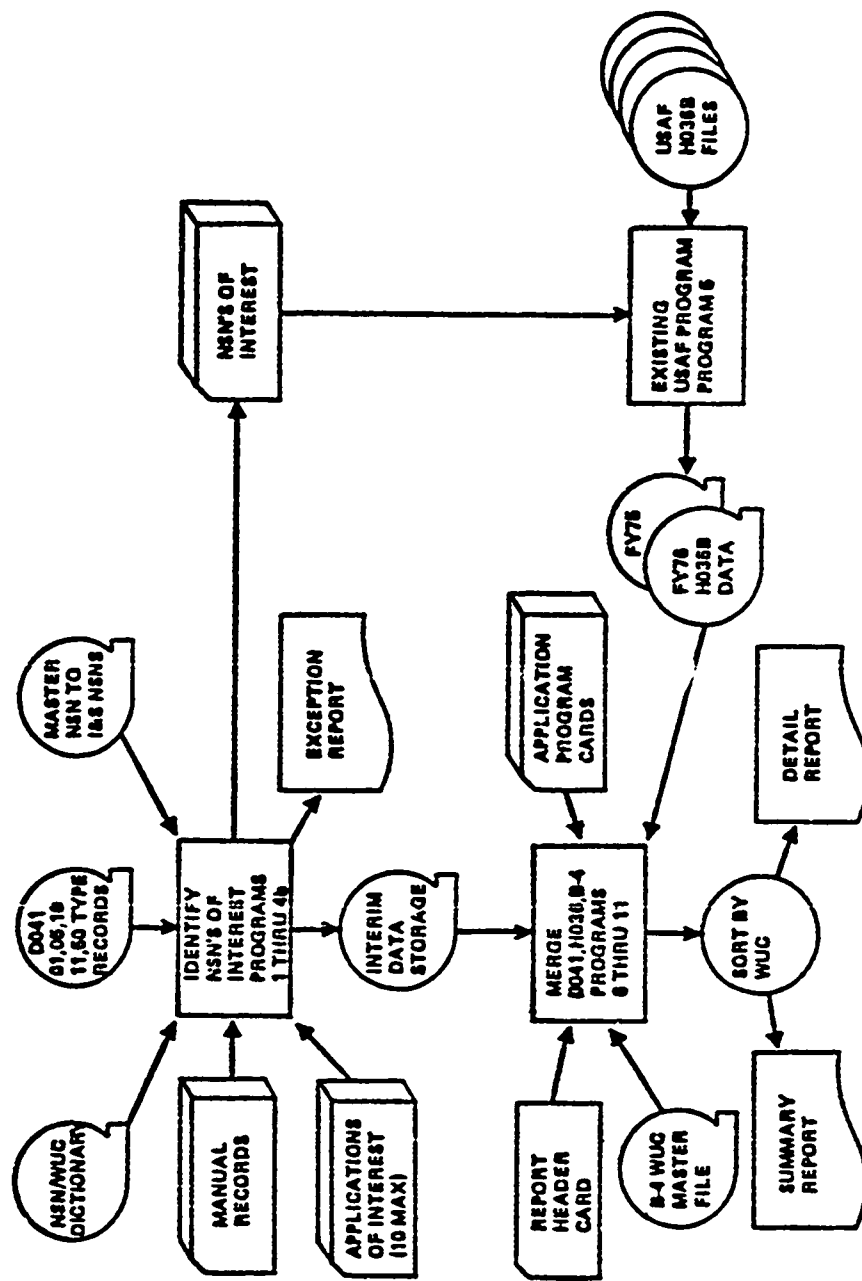 NSN/WUC
DICTIONARY
D041
01,05,18
11,50 TYPE
RECORDS
MASTER
NSN TO
I&S NSNS
MANUAL
RECORDS
IDENTIFY
NSN'S OF
INTEREST
PROGRAMS
1 THRU 4b
NSN'S OF
INTEREST
APPLICATIONS
OF INTEREST
(10 MAX)
EXCEPTION
REPORT
INTERIM
DATA
STORAGE
REPORT
HEADER
CARD
APPLICATION
PROGRAM
CARDS
B-4 WUC
MASTER
FILE
MERGE
D041, H036, B-4
PROGRAMS
6 THRU 11
FY75
FY76
H036B
DATA
EXISTING
USAF PROGRAM
PROGRAM 5
USAF
H036B
FILES
SORT BY
WUC
SUMMARY
REPORT
DETAIL
REPORT